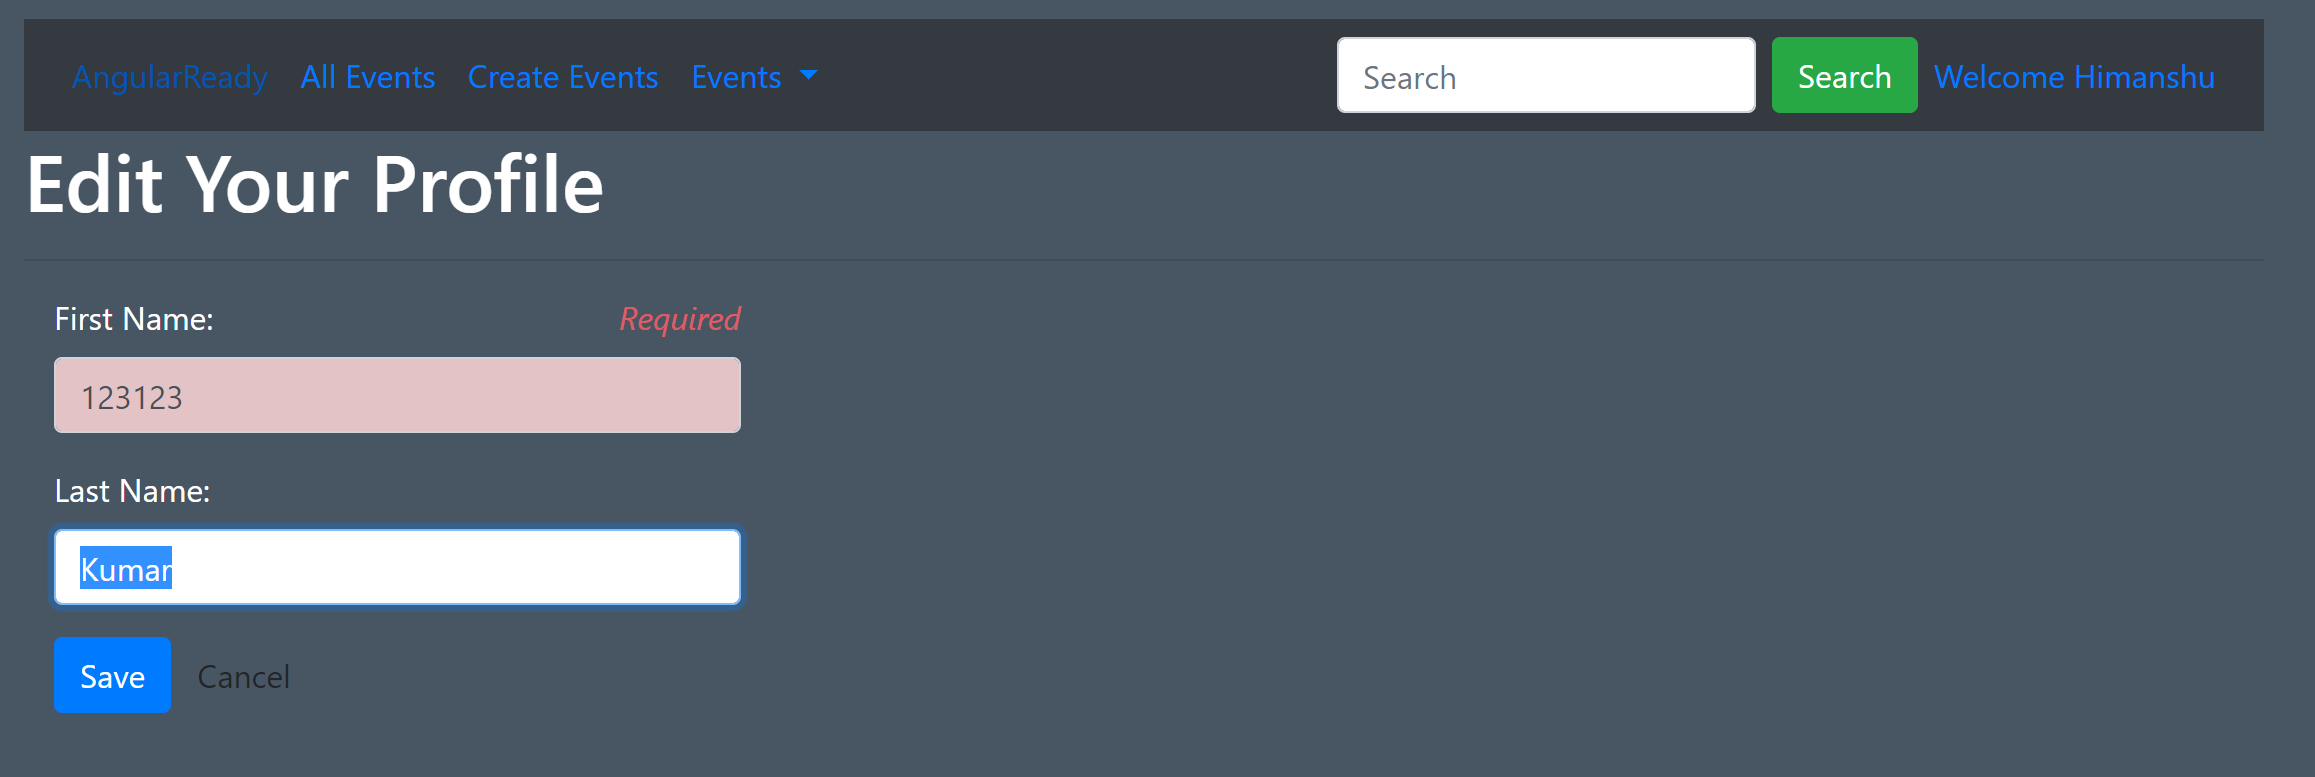 AngularReady All Events Create Events Events Search Search Welcome Himanshu
Edit Your Profile
First Name: Required
123123
Last Name:
Kumar
Save Cancel